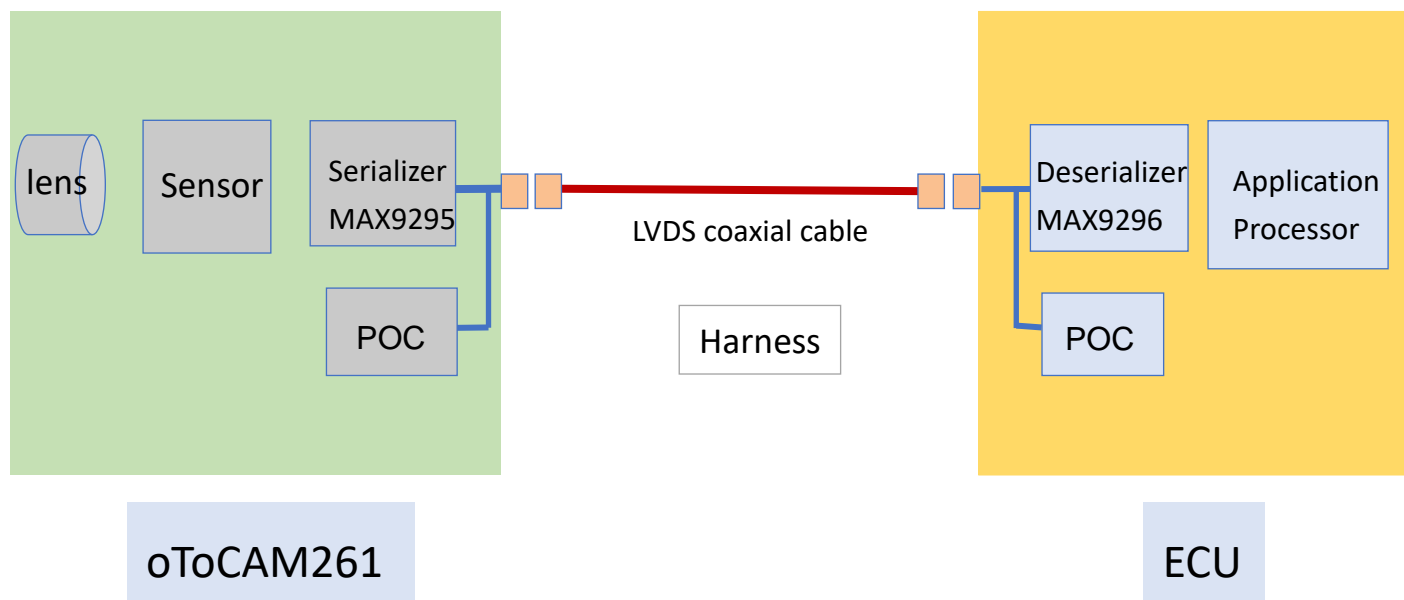 lens
Sensor
Serializer
MAX9295
POC
LVDS coaxial cable
Harness
Deserializer
MAX9296
Application
Processor
POC
oToCAM261
ECU